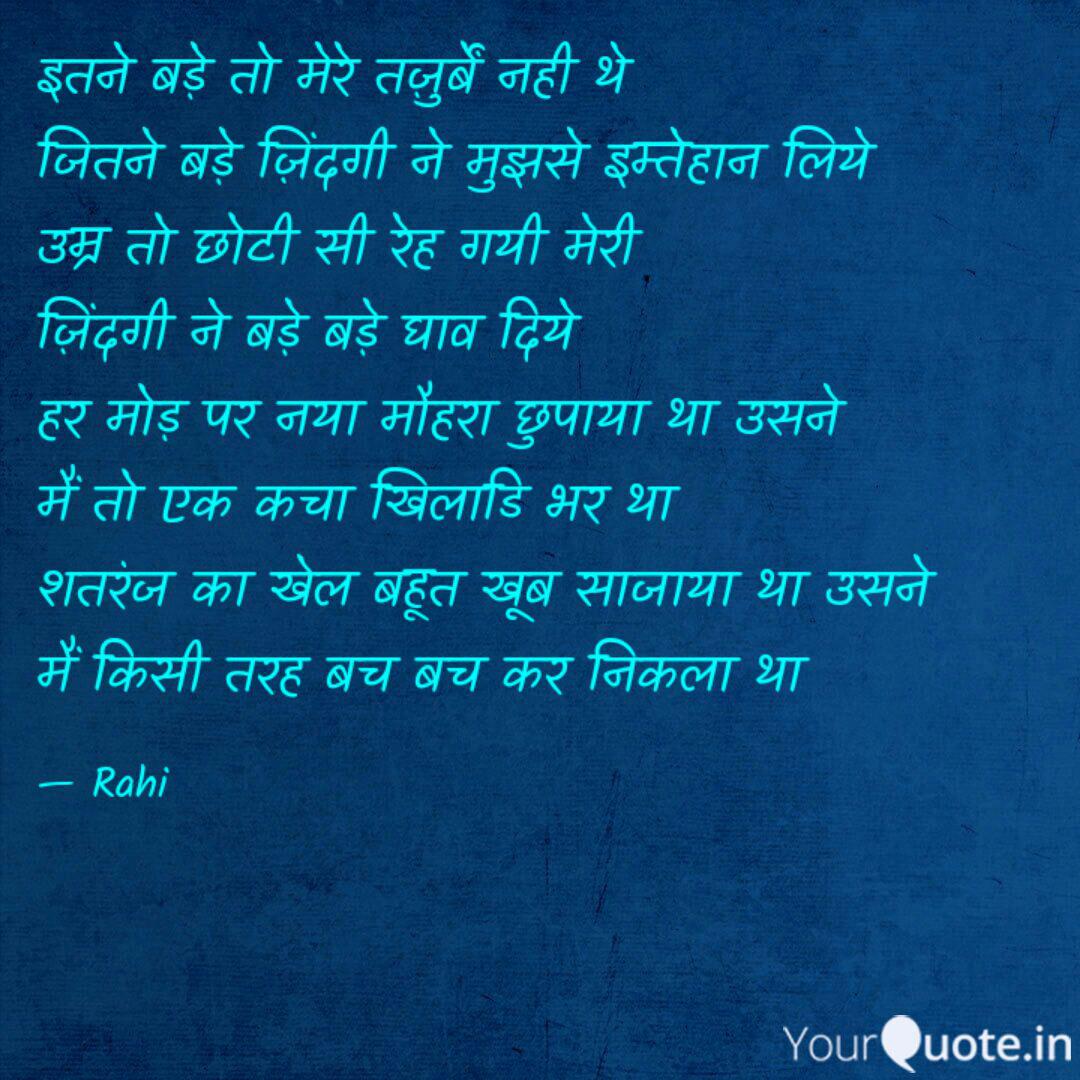 इतने बड़े तो मेरे तज़ुर्बें नही थे
जितने बड़े ज़िंदगी ने मुझसे इम्तेहान लिये
उम्र तो छोटी सी रेह गयी मेरी
ज़िंदगी ने बड़े बड़े घाव दिये
हर मोड़ पर नया मौहरा छुपाया था उसने
मैं तो एक कचा खिलाडि भर था
शतरंज का खेल बहूत खूब साजाया था उसने
मैं किसी तरह बच बच कर निकला था
— Rahi
YourQuote.in